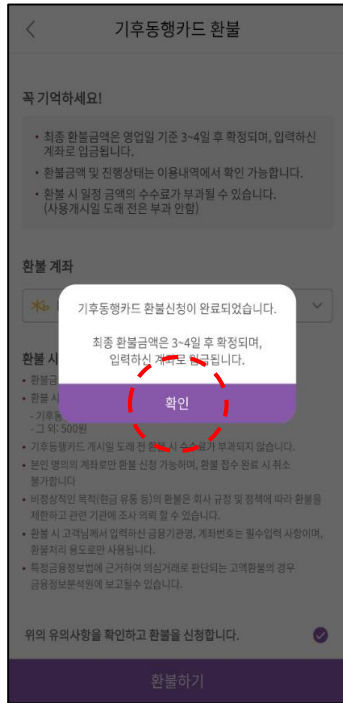 기후동행카드 환불
꼭 기억하세요!
• 최종 환불금액은 영업일 기준 3~4일 후 확정되며, 입력하신
계좌로 입금됩니다.
• 환불금액 및 진행상태는 이용내역에서 확인 가능합니다.
• 환불 시 일정 금액의 수수료가 부과될 수 있습니다.
(사용개시일 도래 전은 부과 안함)
환불 계좌
기후동행카드 환불신청이 완료되었습니다.
최종 환불금액은 3~4일 후 확정되며,
입력하신 계좌로 입금됩니다.
확인
환불 시
• 환불금
• 환불 시
- 기후동
- 그 외: 500원
• 기후동행카드 개시일 도래 전 환불 시 수수료가 부과되지 않습니다.
• 본인 명의의 계좌로만 환불 신청 가능하며, 환불 접수 완료 시 취소
불가합니다
• 비정상적인 목적(현금 유통 등)의 환불은 회사 규정 및 정책에 따라 환불을
제한하고 관련 기관에 조사 의뢰 할 수 있습니다.
• 환불 시 고객님께서 입력하신 금융기관명, 계좌번호는 필수입력 사항이며,
환불처리 용도로만 사용됩니다.
• 특정금융정보법에 근거하여 의심거래로 판단되는 고액환불의 경우
금융정보분석원에 보고될수 있습니다.
위의 유의사항을 확인하고 환불을 신청합니다.
환불하기